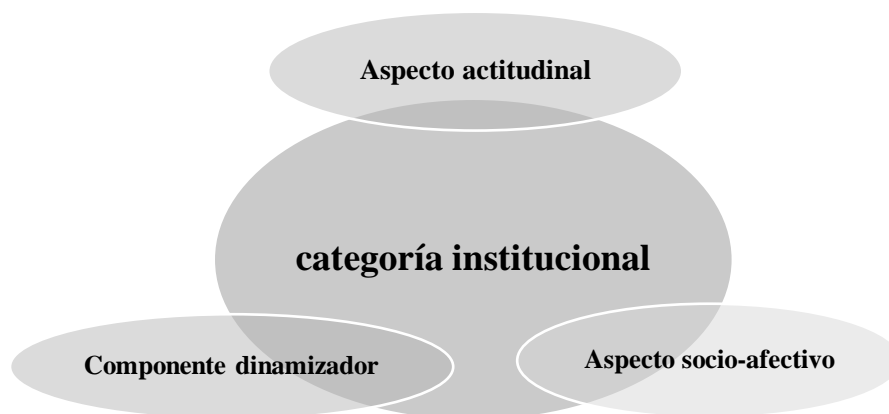 Aspecto actitudinal
categoría institucional
Componente dinamizador
Aspecto socio-afectivo